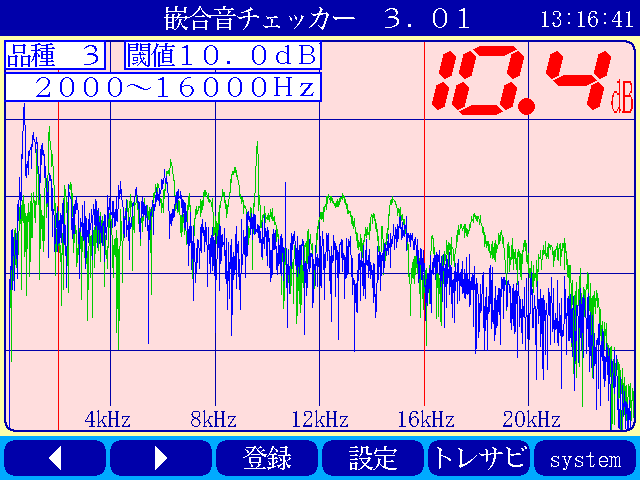 嵌合音チェッカー　３．０１ 13:16:41
品種　３ 閾値１０．０ｄＢ
２０００～１６０００Ｈｚ
10.4dB
4kHz 8kHz 12kHz 16kHz 20kHz
◀ ▶ 登録 設定 トレサビ system